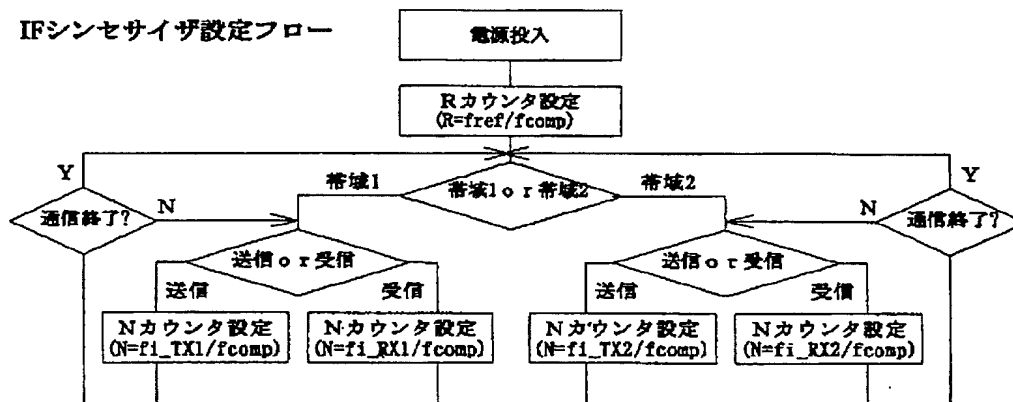 IFシンセサイザ設定フロー
電源投入
Rカウンタ設定
(R=fref/fcomp)
Y
Y
帯域1
帯域1or帯域2
帯域2
通信終了?
N
N
通信終了?
送信or受信
送信or受信
送信
受信
送信
受信
Nカウンタ設定
(N=fi_TX1/fcomp)
Nカウンタ設定
(N=fi_RX1/fcomp)
Nカウンタ設定
(N=fi_TX2/fcomp)
Nカウンタ設定
(N=fi_RX2/fcomp)